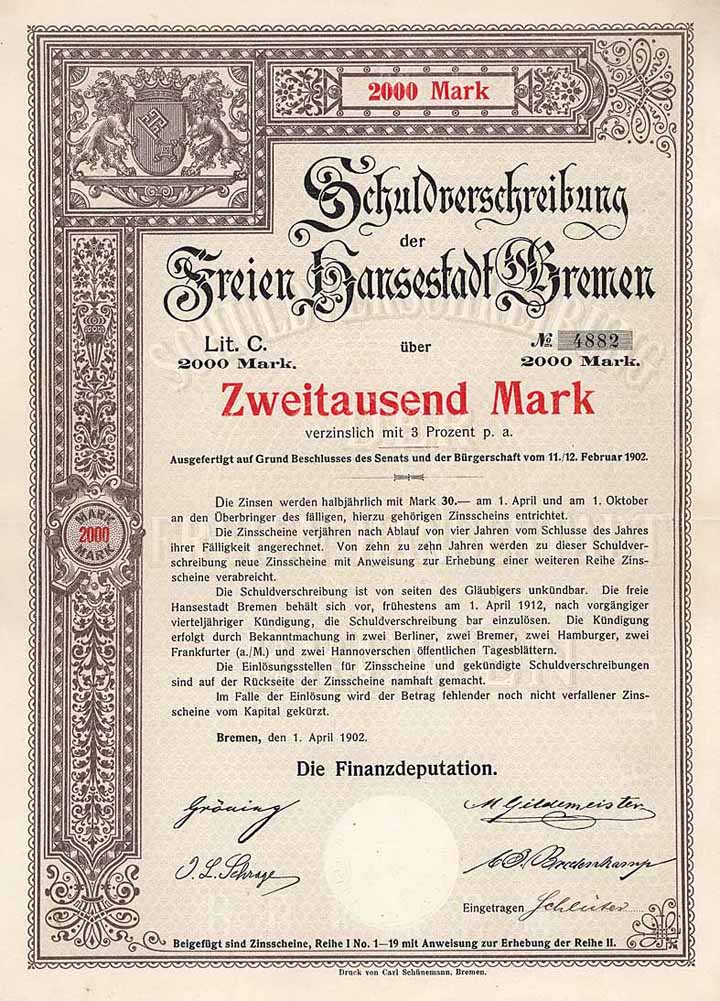 2000 Mark
Schuldverschreibung
der
Freien Hansestadt Bremen
Lit. C.
2000 Mark.
über
No. 4882
2000 Mark.
Zweitausend Mark
verzinslich mit 3 Prozent p. a.
Ausgefertigt auf Grund Beschlusses des Senats und der Bürgerschaft vom 11./12. Februar 1902.
MARK
2000
MARK
Die Zinsen werden halbjährlich mit Mark 30.— am 1. April und am 1. Oktober
an den Überbringer des fälligen, hierzu gehörigen Zinsscheins entrichtet.
Die Zinsscheine verjähren nach Ablauf von vier Jahren vom Schlusse des Jahres
ihrer Fälligkeit angerechnet. Von zehn zu zehn Jahren werden zu dieser Schuldver-
schreibung neue Zinsscheine mit Anweisung zur Erhebung einer weiteren Reihe Zins-
scheine verabreicht.
Die Schuldverschreibung ist von seiten des Gläubigers unkündbar. Die freie
Hansestadt Bremen behält sich vor, frühestens am 1. April 1912, nach vorgängiger
vierteljähriger Kündigung, die Schuldverschreibung bar einzulösen. Die Kündigung
erfolgt durch Bekanntmachung in zwei Berliner, zwei Bremer, zwei Hamburger, zwei
Frankfurter (a./M.) und zwei Hannoverschen öffentlichen Tagesblättern.
Die Einlösungsstellen für Zinsscheine und gekündigte Schuldverschreibungen
sind auf der Rückseite der Zinsscheine namhaft gemacht.
Im Falle der Einlösung wird der Betrag fehlender noch nicht verfallener Zins-
scheine vom Kapital gekürzt.
Bremen, den 1. April 1902.
Die Finanzdeputation.
Gröning
M Gildemeister
J. L. Schrage
Bredenkamp
Eingetragen Schlüter
Beigefügt sind Zinsscheine, Reihe I No. 1—19 mit Anweisung zur Erhebung der Reihe II.
Druck von Carl Schünemann, Bremen.